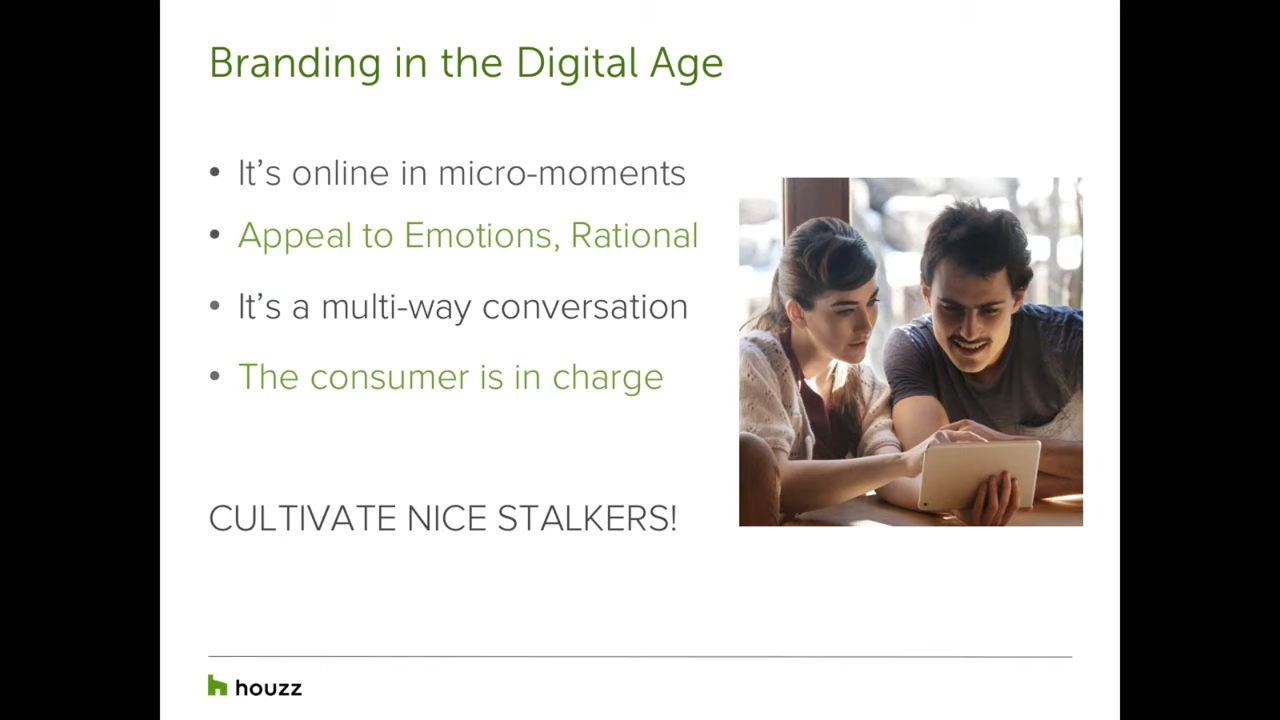 Branding in the Digital Age
• It’s online in micro-moments
• Appeal to Emotions, Rational
• It’s a multi-way conversation
• The consumer is in charge
CULTIVATE NICE STALKERS!
houzz